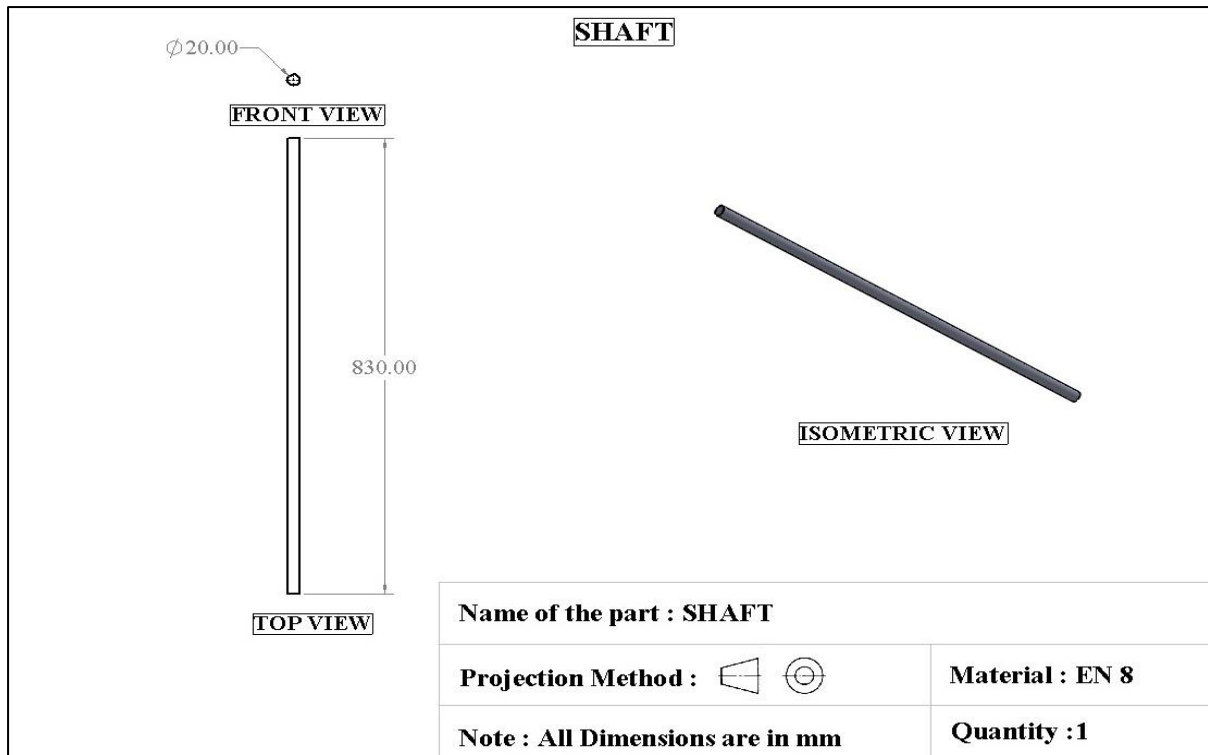 SHAFT
⌀20.00
FRONT VIEW
830.00
ISOMETRIC VIEW
TOP VIEW
Name of the part : SHAFT
Projection Method :
Material : EN 8
Note : All Dimensions are in mm
Quantity :1